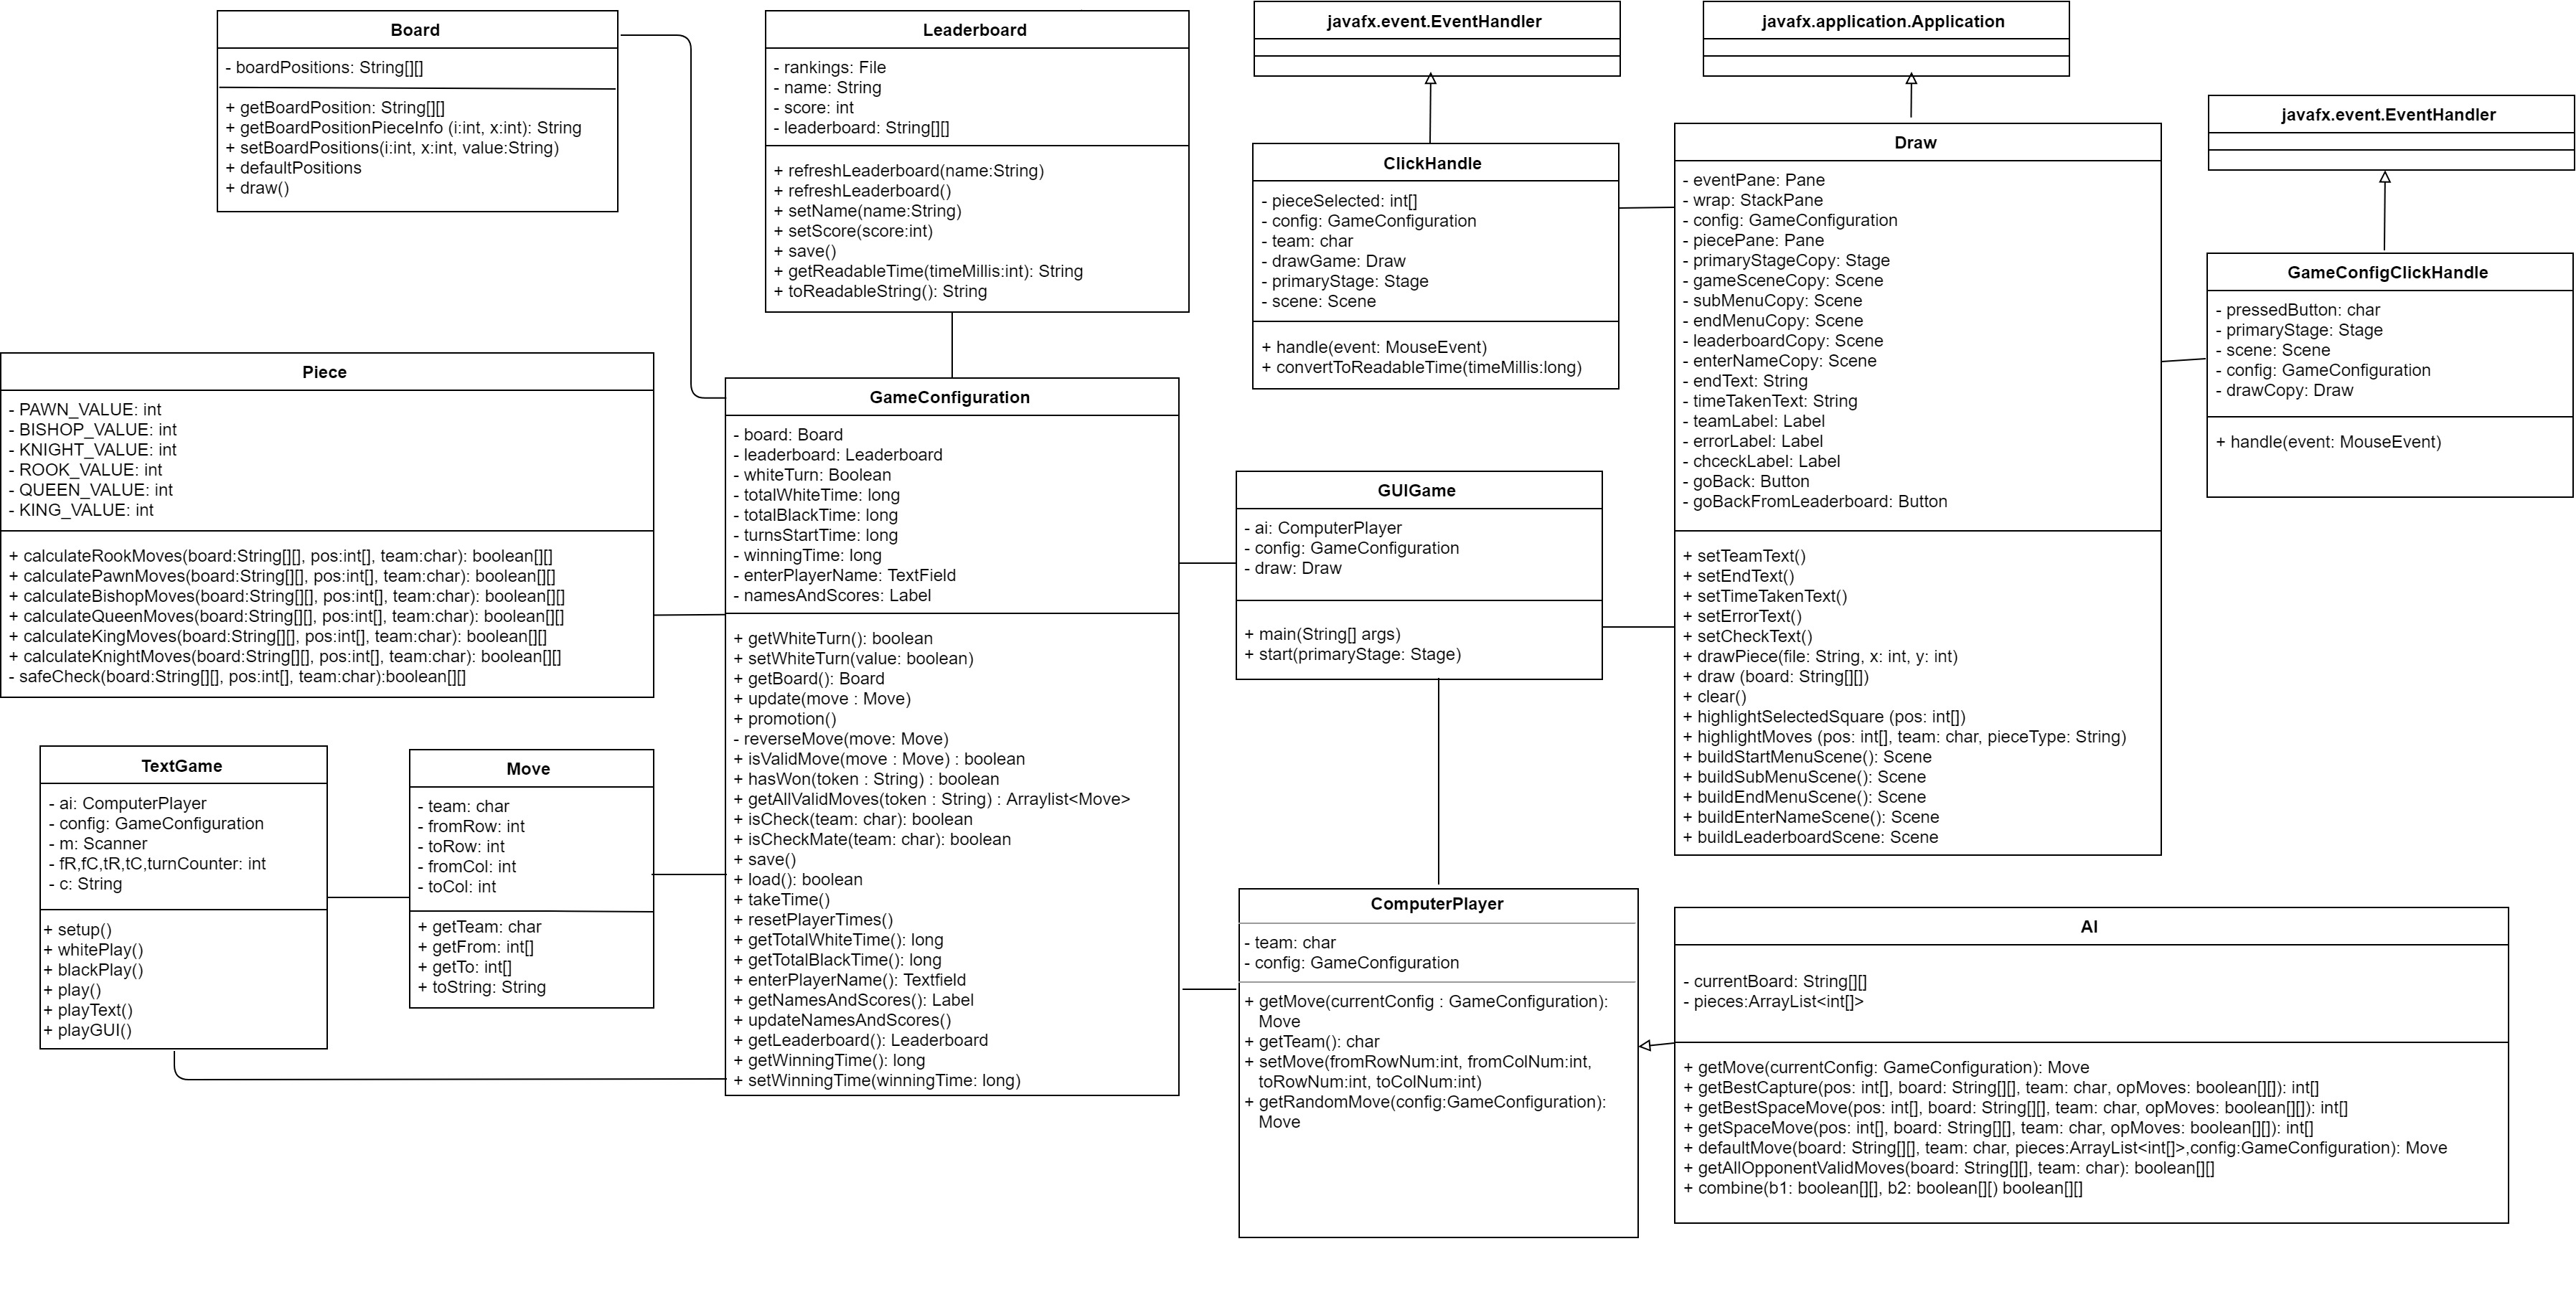 Board
- boardPositions: String[][]
+ getBoardPosition: String[][]
+ getBoardPositionPieceInfo (i:int, x:int): String
+ setBoardPositions(i:int, x:int, value:String)
+ defaultPositions
+ draw()
Leaderboard
- rankings: File
- name: String
- score: int
- leaderboard: String[][]
+ refreshLeaderboard(name:String)
+ refreshLeaderboard()
+ setName(name:String)
+ setScore(score:int)
+ save()
+ getReadableTime(timeMillis:int): String
+ toReadableString(): String
javafx.event.EventHandler
javafx.application.Application
javafx.event.EventHandler
ClickHandle
- pieceSelected: int[]
- config: GameConfiguration
- team: char
- drawGame: Draw
- primaryStage: Stage
- scene: Scene
+ handle(event: MouseEvent)
+ convertToReadableTime(timeMillis:long)
Draw
- eventPane: Pane
- wrap: StackPane
- config: GameConfiguration
- piecePane: Pane
- primaryStageCopy: Stage
- gameSceneCopy: Scene
- subMenuCopy: Scene
- endMenuCopy: Scene
- leaderboardCopy: Scene
- enterNameCopy: Scene
- endText: String
- timeTakenText: String
- teamLabel: Label
- errorLabel: Label
- chceckLabel: Label
- goBack: Button
- goBackFromLeaderboard: Button
+ setTeamText()
+ setEndText()
+ setTimeTakenText()
+ setErrorText()
+ setCheckText()
+ drawPiece(file: String, x: int, y: int)
+ draw (board: String[][])
+ clear()
+ highlightSelectedSquare (pos: int[])
+ highlightMoves (pos: int[], team: char, pieceType: String)
+ buildStartMenuScene(): Scene
+ buildSubMenuScene(): Scene
+ buildEndMenuScene(): Scene
+ buildEnterNameScene(): Scene
+ buildLeaderboardScene: Scene
GameConfigClickHandle
- pressedButton: char
- primaryStage: Stage
- scene: Scene
- config: GameConfiguration
- drawCopy: Draw
+ handle(event: MouseEvent)
Piece
- PAWN_VALUE: int
- BISHOP_VALUE: int
- KNIGHT_VALUE: int
- ROOK_VALUE: int
- QUEEN_VALUE: int
- KING_VALUE: int
+ calculateRookMoves(board:String[][], pos:int[], team:char): boolean[][]
+ calculatePawnMoves(board:String[][], pos:int[], team:char): boolean[][]
+ calculateBishopMoves(board:String[][], pos:int[], team:char): boolean[][]
+ calculateQueenMoves(board:String[][], pos:int[], team:char): boolean[][]
+ calculateKingMoves(board:String[][], pos:int[], team:char): boolean[][]
+ calculateKnightMoves(board:String[][], pos:int[], team:char): boolean[][]
- safeCheck(board:String[][], pos:int[], team:char):boolean[][]
GameConfiguration
- board: Board
- leaderboard: Leaderboard
- whiteTurn: Boolean
- totalWhiteTime: long
- totalBlackTime: long
- turnsStartTime: long
- winningTime: long
- enterPlayerName: TextField
- namesAndScores: Label
+ getWhiteTurn(): boolean
+ setWhiteTurn(value: boolean)
+ getBoard(): Board
+ update(move : Move)
+ promotion()
- reverseMove(move: Move)
+ isValidMove(move : Move) : boolean
+ hasWon(token : String) : boolean
+ getAllValidMoves(token : String) : Arraylist<Move>
+ isCheck(team: char): boolean
+ isCheckMate(team: char): boolean
+ save()
+ load(): boolean
+ takeTime()
+ resetPlayerTimes()
+ getTotalWhiteTime(): long
+ getTotalBlackTime(): long
+ enterPlayerName(): Textfield
+ getNamesAndScores(): Label
+ updateNamesAndScores()
+ getLeaderboard(): Leaderboard
+ getWinningTime(): long
+ setWinningTime(winningTime: long)
GUIGame
- ai: ComputerPlayer
- config: GameConfiguration
- draw: Draw
+ main(String[] args)
+ start(primaryStage: Stage)
TextGame
- ai: ComputerPlayer
- config: GameConfiguration
- m: Scanner
- fR,fC,tR,tC,turnCounter: int
- c: String
+ setup()
+ whitePlay()
+ blackPlay()
+ play()
+ playText()
+ playGUI()
Move
- team: char
- fromRow: int
- toRow: int
- fromCol: int
- toCol: int
+ getTeam: char
+ getFrom: int[]
+ getTo: int[]
+ toString: String
ComputerPlayer
- team: char
- config: GameConfiguration
+ getMove(currentConfig : GameConfiguration):
Move
+ getTeam(): char
+ setMove(fromRowNum:int, fromColNum:int,
toRowNum:int, toColNum:int)
+ getRandomMove(config:GameConfiguration):
Move
AI
- currentBoard: String[][]
- pieces:ArrayList<int[]>
+ getMove(currentConfig: GameConfiguration): Move
+ getBestCapture(pos: int[], board: String[][], team: char, opMoves: boolean[][]): int[]
+ getBestSpaceMove(pos: int[], board: String[][], team: char, opMoves: boolean[][]): int[]
+ getSpaceMove(pos: int[], board: String[][], team: char, opMoves: boolean[][]): int[]
+ defaultMove(board: String[][], team: char, pieces:ArrayList<int[]>,config:GameConfiguration): Move
+ getAllOpponentValidMoves(board: String[][], team: char): boolean[][]
+ combine(b1: boolean[][], b2: boolean[][) boolean[][]